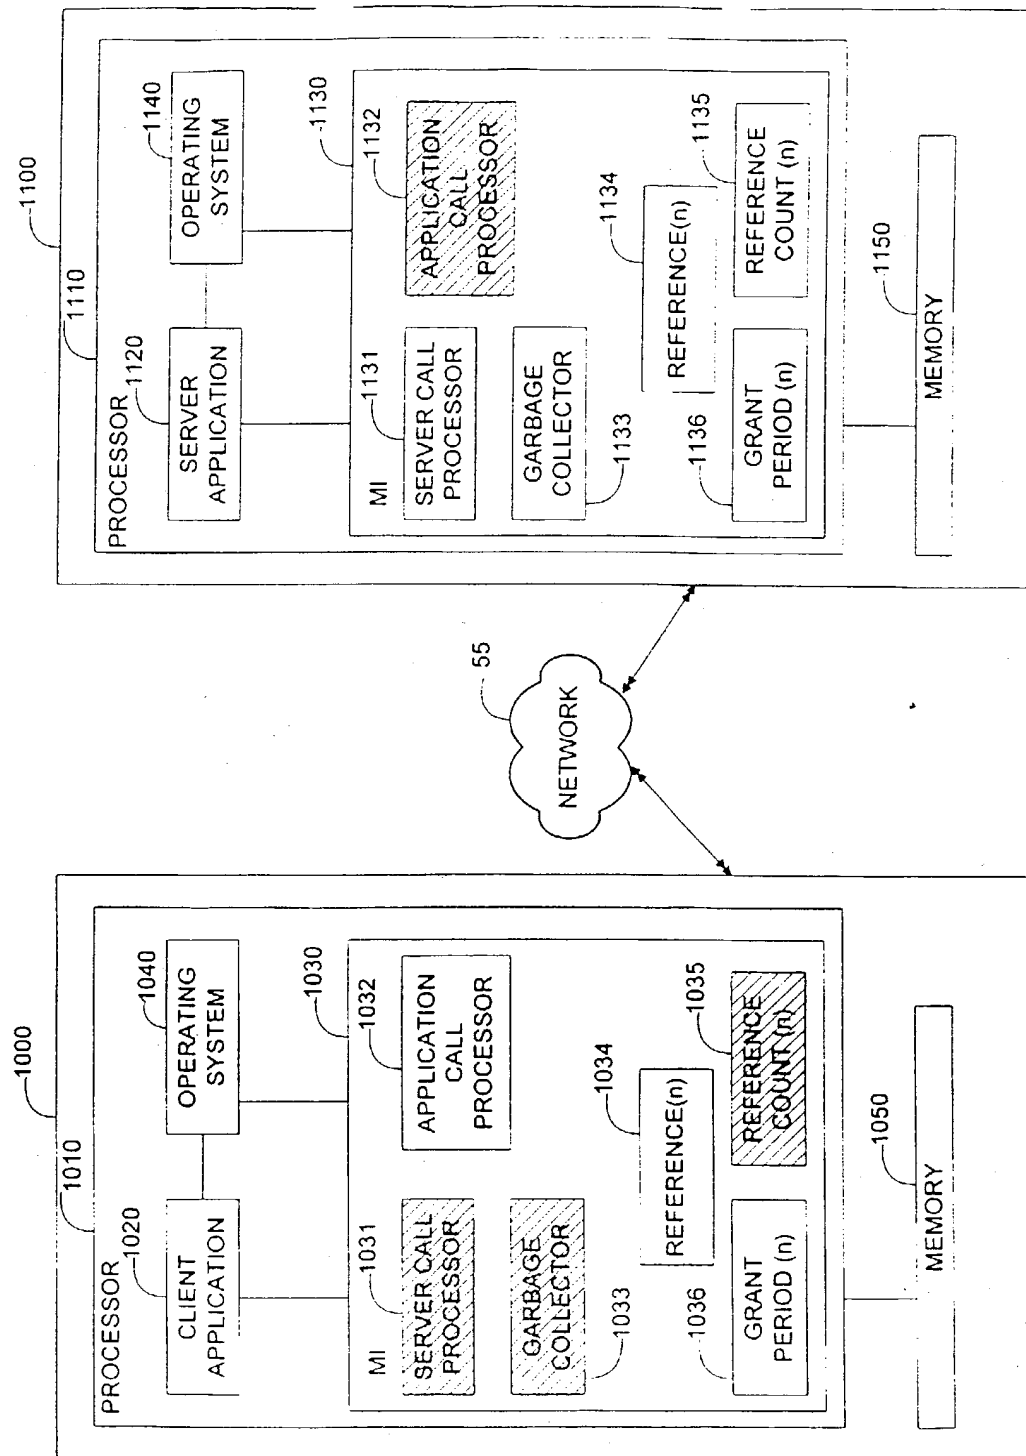 1000
1010
PROCESSOR
1020
CLIENT
APPLICATION
1040
OPERATING
SYSTEM
1030
MI
1031
SERVER CALL
PROCESSOR
1032
APPLICATION
CALL
PROCESSOR
GARBAGE
COLLECTOR
1033
1034
REFERENCE(n)
1036
GRANT
PERIOD (n)
1035
REFERENCE
COUNT (n)
1050
MEMORY
55
NETWORK
1100
1110
PROCESSOR
1120
SERVER
APPLICATION
1140
OPERATING
SYSTEM
1130
MI
1131
SERVER CALL
PROCESSOR
1132
APPLICATION
CALL
PROCESSOR
GARBAGE
COLLECTOR
1133
1134
REFERENCE(n)
1136
GRANT
PERIOD (n)
1135
REFERENCE
COUNT (n)
1150
MEMORY